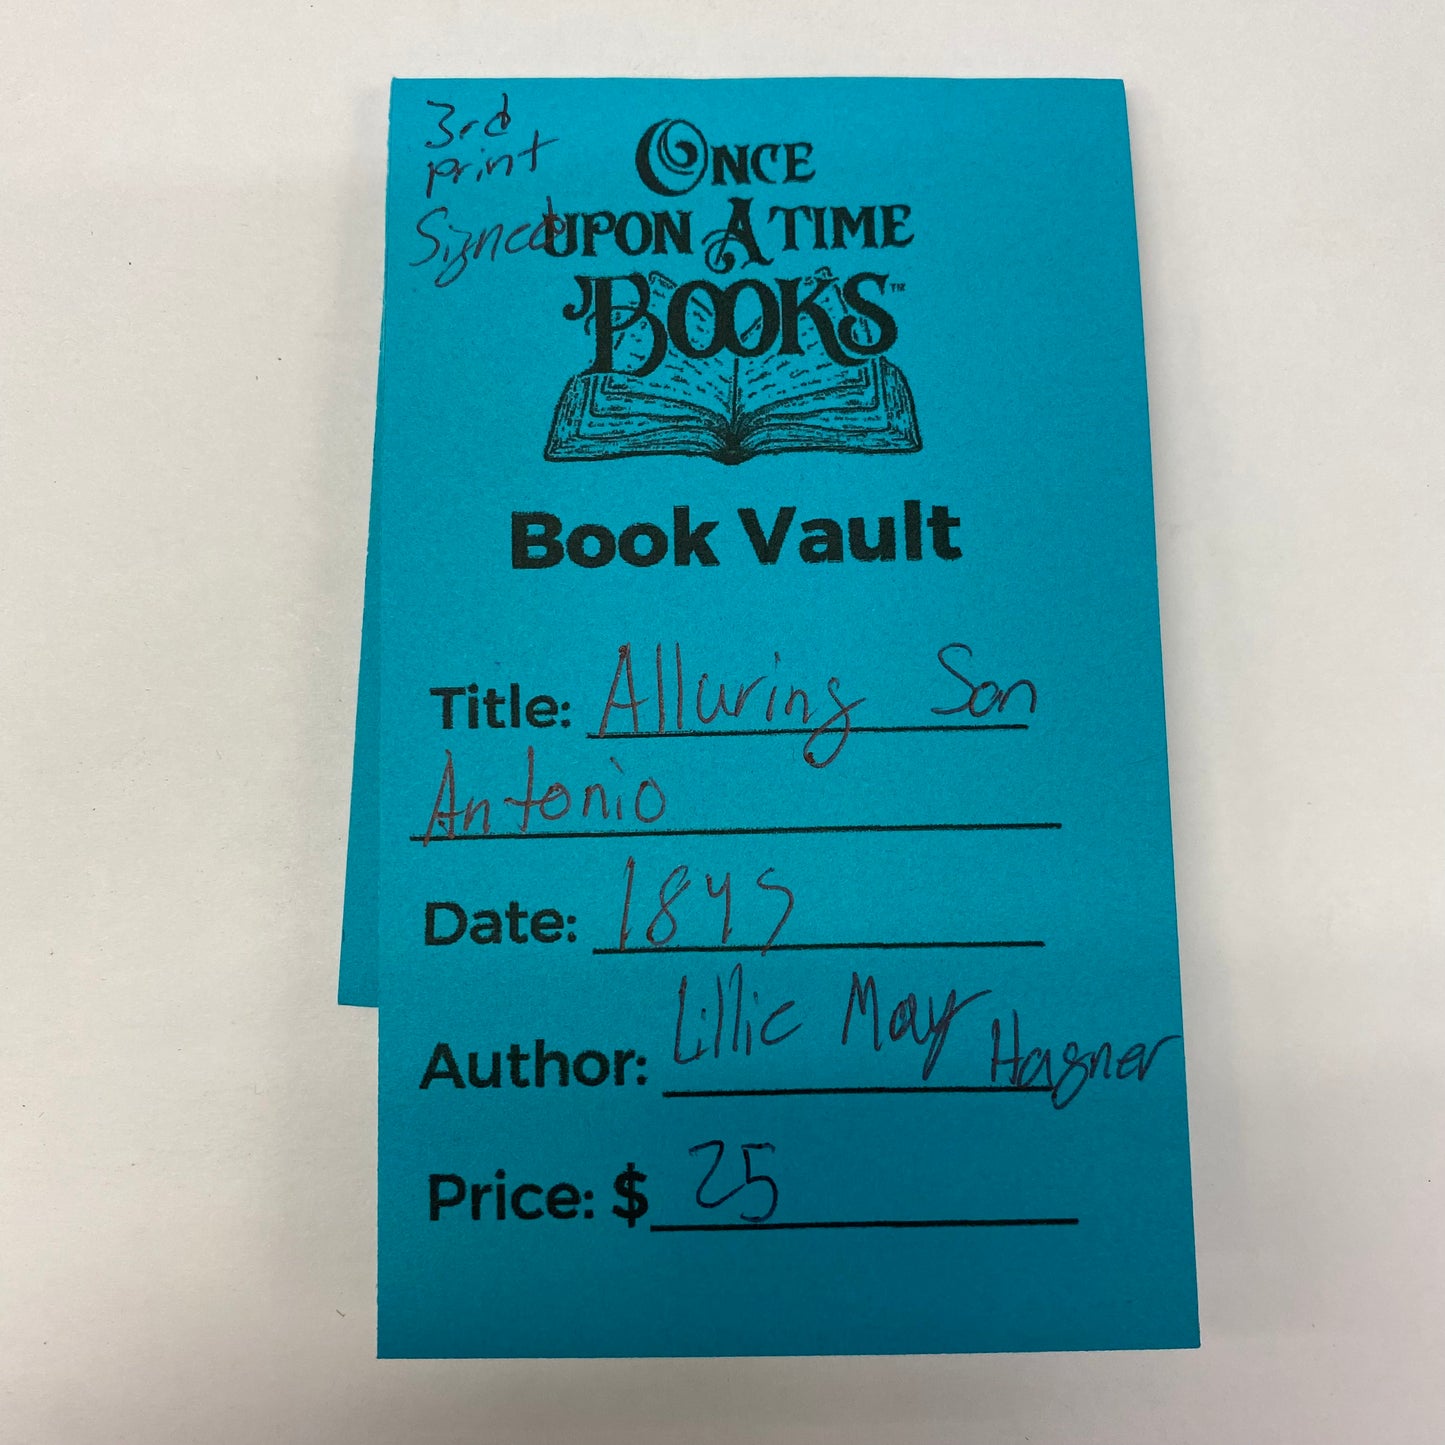 3rd
print
Signed
ONCE
UPON A TIME
BOOKS™
Book Vault
Title: Alluring San
Antonio
Date: 1845
Author: Lillie May Hagner
Price: $ 25